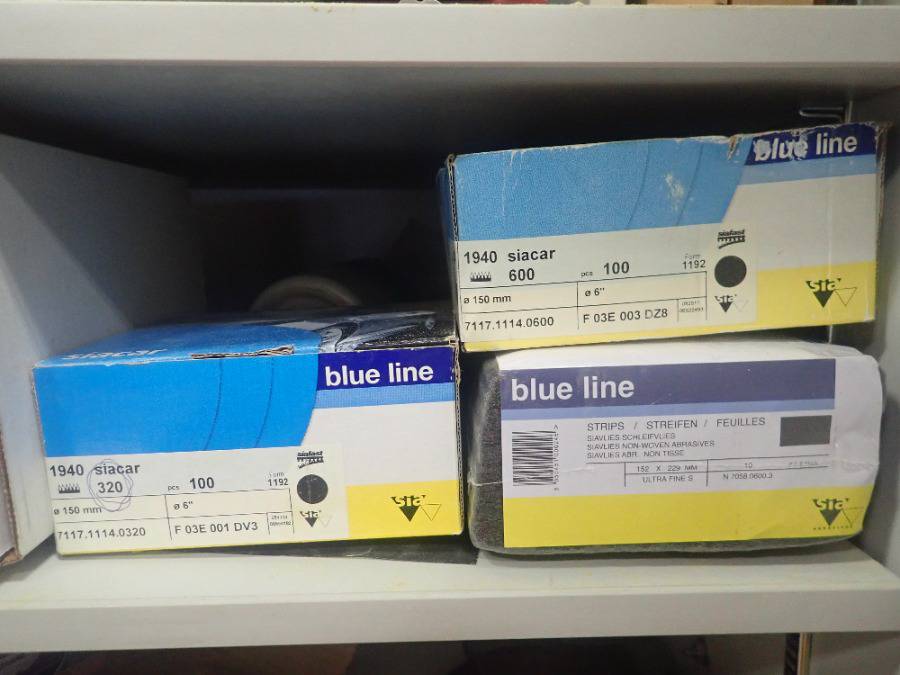 blue line
siafast
1940 siacar
600
pcs 100
Form
1192
ø 150 mm
ø 6"
7117.1114.0600
F 03E 003 DZ8
sia
siacar
blue line
siafast
1940 siacar
320
pcs 100
Form
1192
ø 150 mm
ø 6"
7117.1114.0320
F 03E 001 DV3
sia
blue line
STRIPS / STREIFEN / FEUILLES
SIAVLIES SCHLEIFVLIES
SIAVLIES NON-WOVEN ABRASIVES
SIAVLIES ABR. NON TISSE
152 X 229 MM
10
ULTRA FINE S
N 7058.0600.3
sia